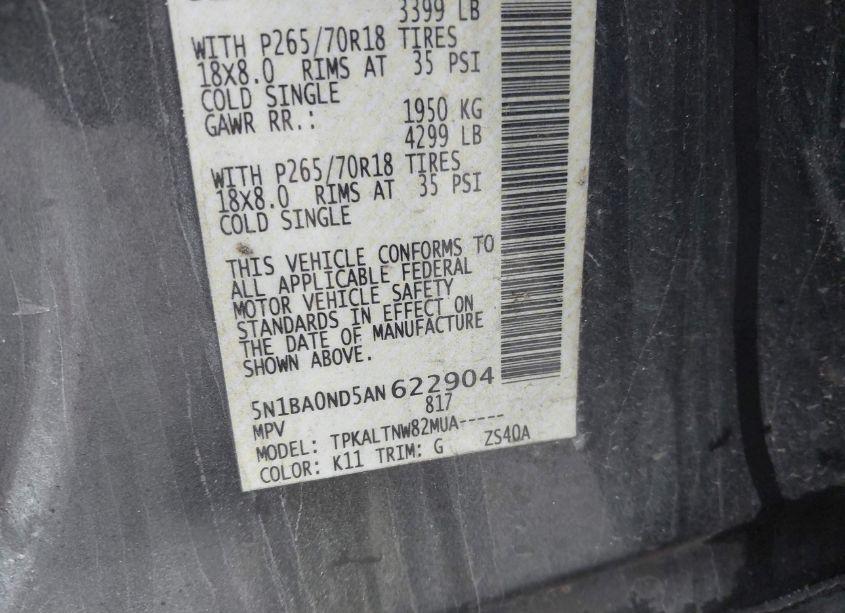 3399 LB
WITH P265/70R18 TIRES
18X8.0 RIMS AT 35 PSI
COLD SINGLE
GAWR RR.: 1950 KG
4299 LB
WITH P265/70R18 TIRES
18X8.0 RIMS AT 35 PSI
COLD SINGLE
THIS VEHICLE CONFORMS TO
ALL APPLICABLE FEDERAL
MOTOR VEHICLE SAFETY
STANDARDS IN EFFECT ON
THE DATE OF MANUFACTURE
SHOWN ABOVE.
5N1BA0ND5AN622904
MPV 817
MODEL: TPKALTNW82MUA-----
COLOR: K11 TRIM: G ZS40A